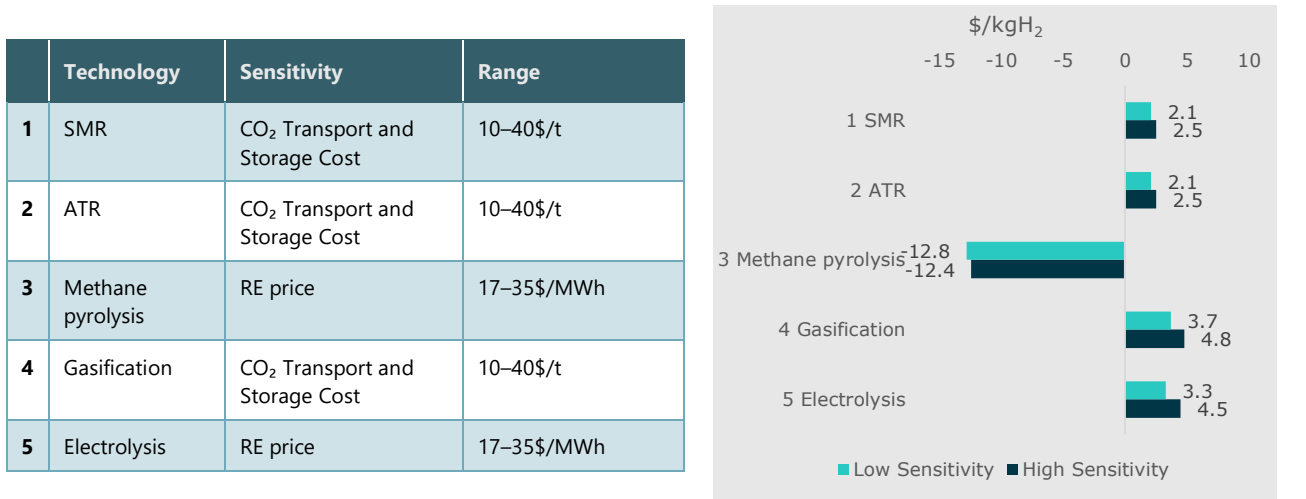 Technology Sensitivity Range
1 SMR CO₂ Transport and 10–40$/t
Storage Cost
2 ATR CO₂ Transport and 10–40$/t
Storage Cost
3 Methane RE price 17–35$/MWh
pyrolysis
4 Gasification CO₂ Transport and 10–40$/t
Storage Cost
5 Electrolysis RE price 17–35$/MWh
$/kgH₂
-15 -10 -5 0 5 10
1 SMR 2.1
2.5
2 ATR 2.1
2.5
3 Methane pyrolysis -12.8
-12.4
4 Gasification 3.7
4.8
5 Electrolysis 3.3
4.5
Low Sensitivity High Sensitivity